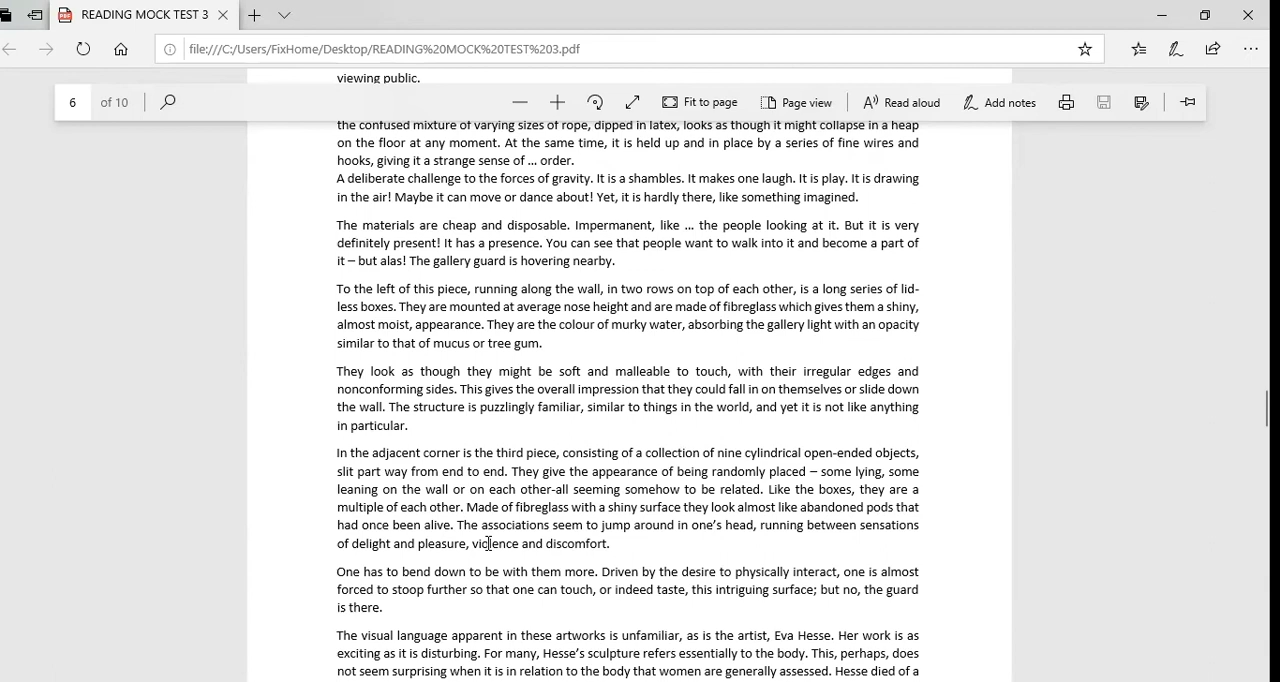 READING MOCK TEST 3
file:///C:/Users/FixHome/Desktop/READING%20MOCK%20TEST%203.pdf
viewing public.
6 of 10 Fit to page Page view Read aloud Add notes
the confused mixture of varying sizes of rope, dipped in latex, looks as though it might collapse in a heap
on the floor at any moment. At the same time, it is held up and in place by a series of fine wires and
hooks, giving it a strange sense of ... order.
A deliberate challenge to the forces of gravity. It is a shambles. It makes one laugh. It is play. It is drawing
in the air! Maybe it can move or dance about! Yet, it is hardly there, like something imagined.
The materials are cheap and disposable. Impermanent, like ... the people looking at it. But it is very
definitely present! It has a presence. You can see that people want to walk into it and become a part of
it – but alas! The gallery guard is hovering nearby.
To the left of this piece, running along the wall, in two rows on top of each other, is a long series of lid-
less boxes. They are mounted at average nose height and are made of fibreglass which gives them a shiny,
almost moist, appearance. They are the colour of murky water, absorbing the gallery light with an opacity
similar to that of mucus or tree gum.
They look as though they might be soft and malleable to touch, with their irregular edges and
nonconforming sides. This gives the overall impression that they could fall in on themselves or slide down
the wall. The structure is puzzlingly familiar, similar to things in the world, and yet it is not like anything
in particular.
In the adjacent corner is the third piece, consisting of a collection of nine cylindrical open-ended objects,
slit part way from end to end. They give the appearance of being randomly placed – some lying, some
leaning on the wall or on each other-all seeming somehow to be related. Like the boxes, they are a
multiple of each other. Made of fibreglass with a shiny surface they look almost like abandoned pods that
had once been alive. The associations seem to jump around in one's head, running between sensations
of delight and pleasure, violence and discomfort.
One has to bend down to be with them more. Driven by the desire to physically interact, one is almost
forced to stoop further so that one can touch, or indeed taste, this intriguing surface; but no, the guard
is there.
The visual language apparent in these artworks is unfamiliar, as is the artist, Eva Hesse. Her work is as
exciting as it is disturbing. For many, Hesse's sculpture refers essentially to the body. This, perhaps, does
not seem surprising when it is in relation to the body that women are generally assessed. Hesse died of a